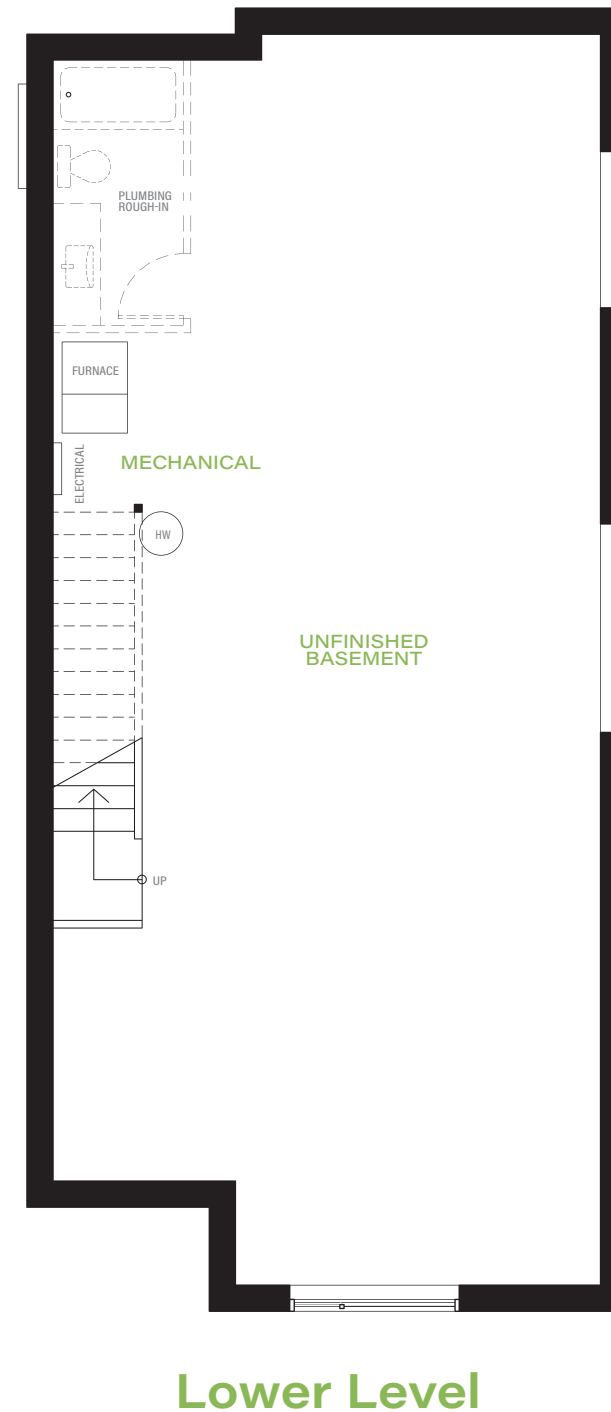 PLUMBING
ROUGH-IN
FURNACE
ELECTRICAL
MECHANICAL
HW
UNFINISHED
BASEMENT
UP
Lower Level